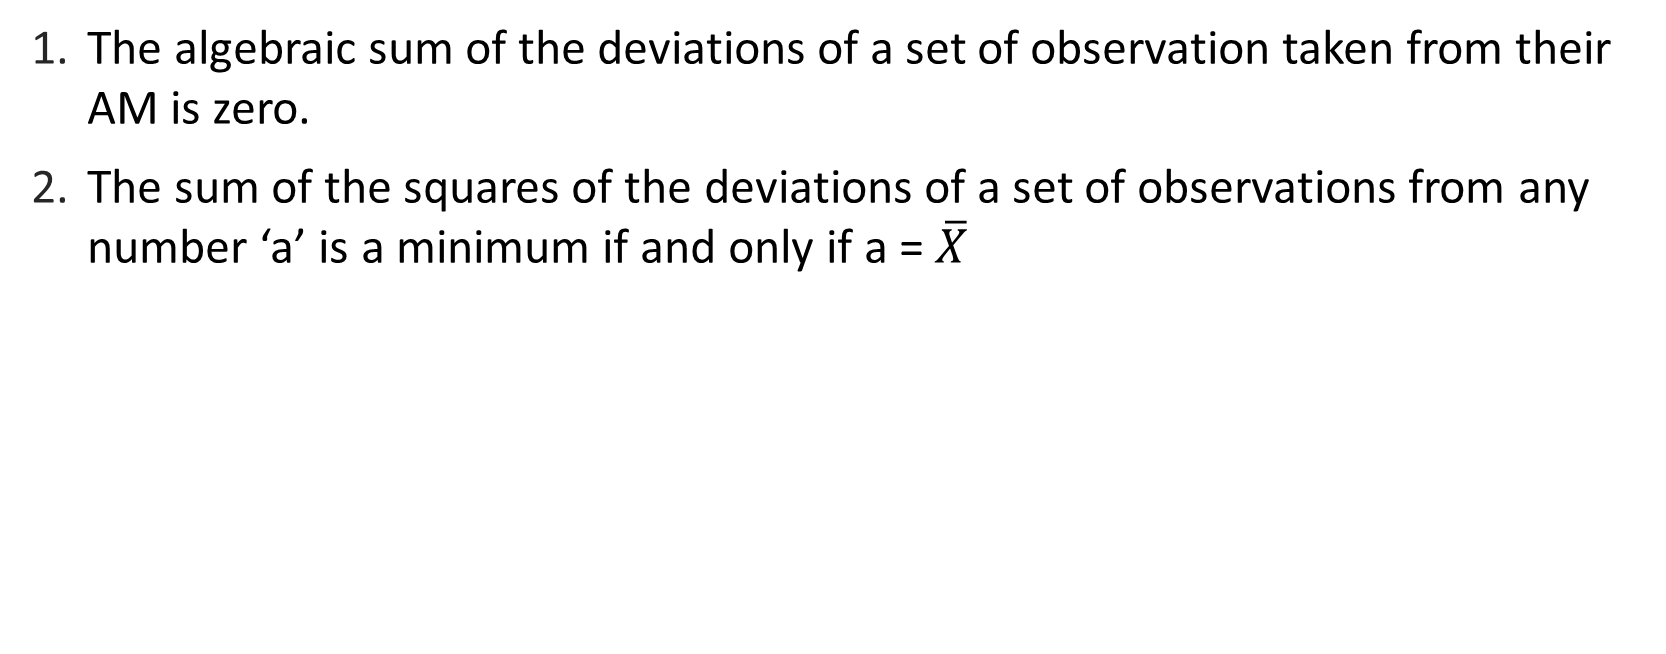 1. The algebraic sum of the deviations of a set of observation taken from their
AM is zero.
2. The sum of the squares of the deviations of a set of observations from any
number ‘a’ is a minimum if and only if a = X̅